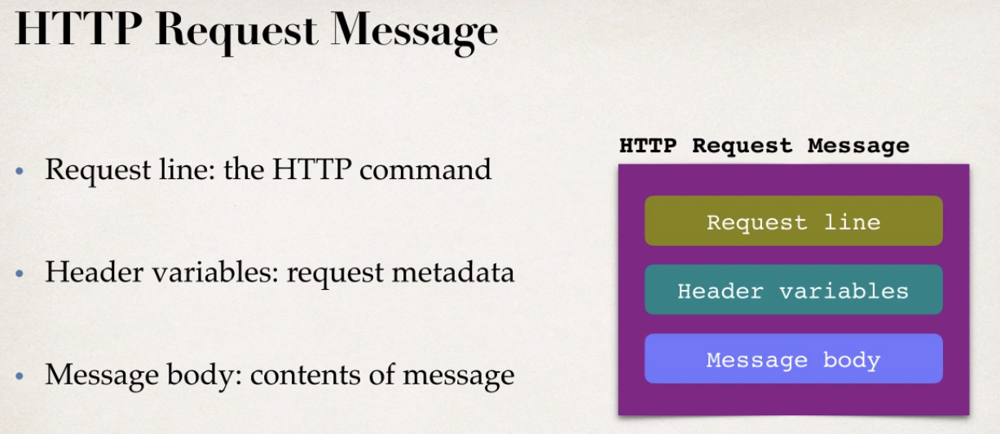 HTTP Request Message
• Request line: the HTTP command
• Header variables: request metadata
• Message body: contents of message
HTTP Request Message
Request line
Header variables
Message body